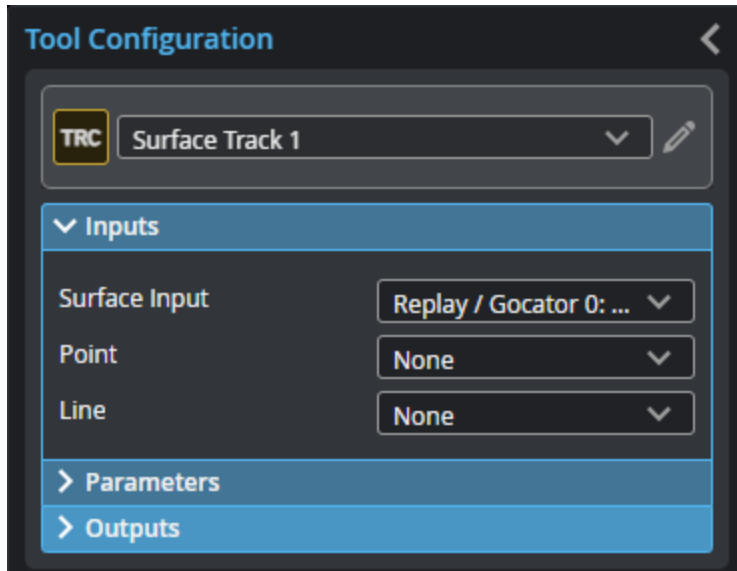 Tool Configuration
TRC Surface Track 1
Inputs
Surface Input Replay / Gocator 0: ...
Point None
Line None
Parameters
Outputs